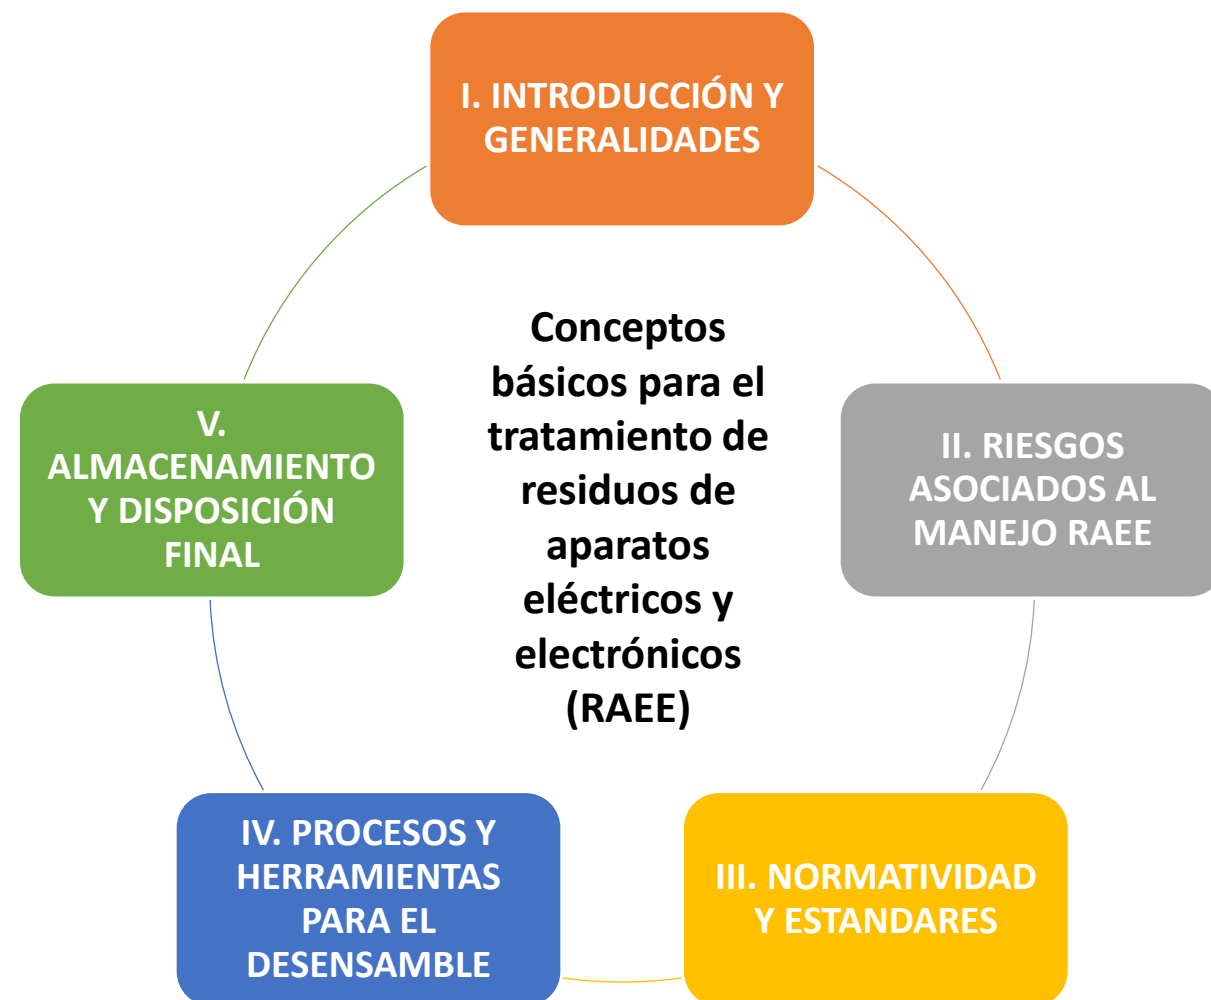 I. INTRODUCCIÓN Y
GENERALIDADES
Conceptos
básicos para el
tratamiento de
residuos de
aparatos
eléctricos y
electrónicos
(RAEE)
II. RIESGOS
ASOCIADOS AL
MANEJO RAEE
III. NORMATIVIDAD
Y ESTANDARES
IV. PROCESOS Y
HERRAMIENTAS
PARA EL
DESENSAMBLE
V.
ALMACENAMIENTO
Y DISPOSICIÓN
FINAL